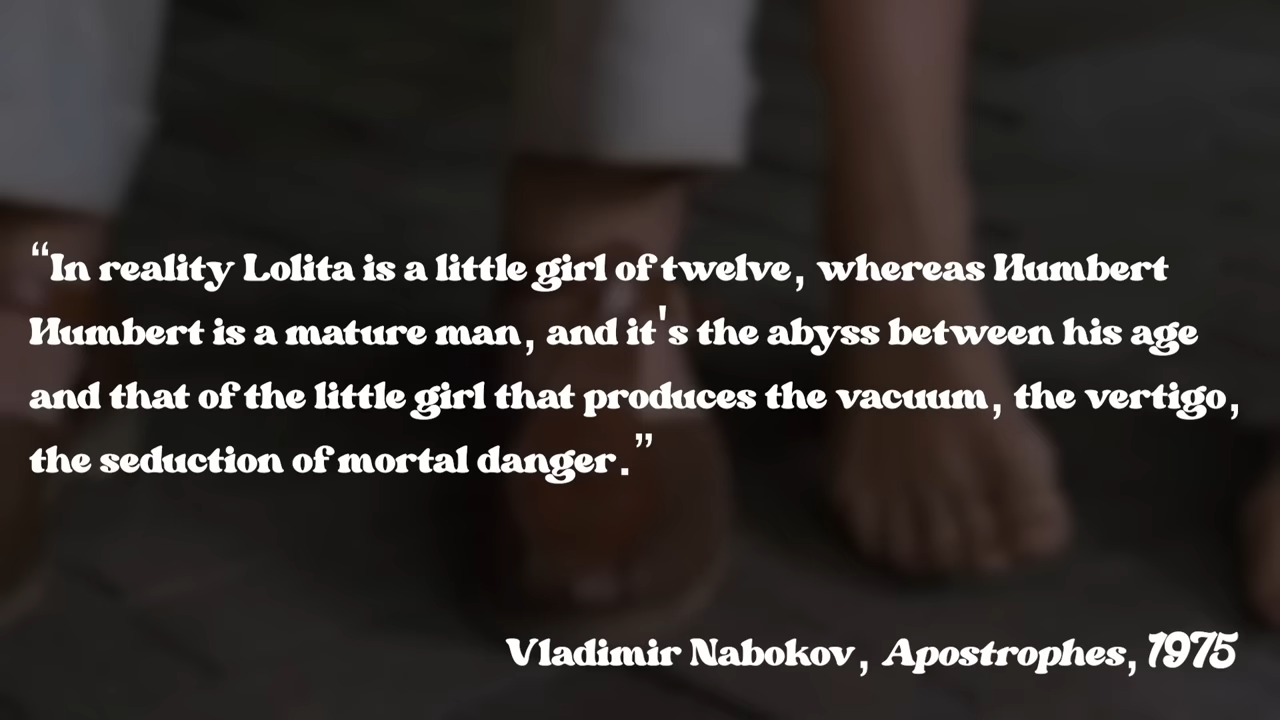 “In reality Lolita is a little girl of twelve, whereas Humbert
Humbert is a mature man, and it's the abyss between his age
and that of the little girl that produces the vacuum, the vertigo,
the seduction of mortal danger.”
Vladimir Nabokov, Apostrophes, 1975